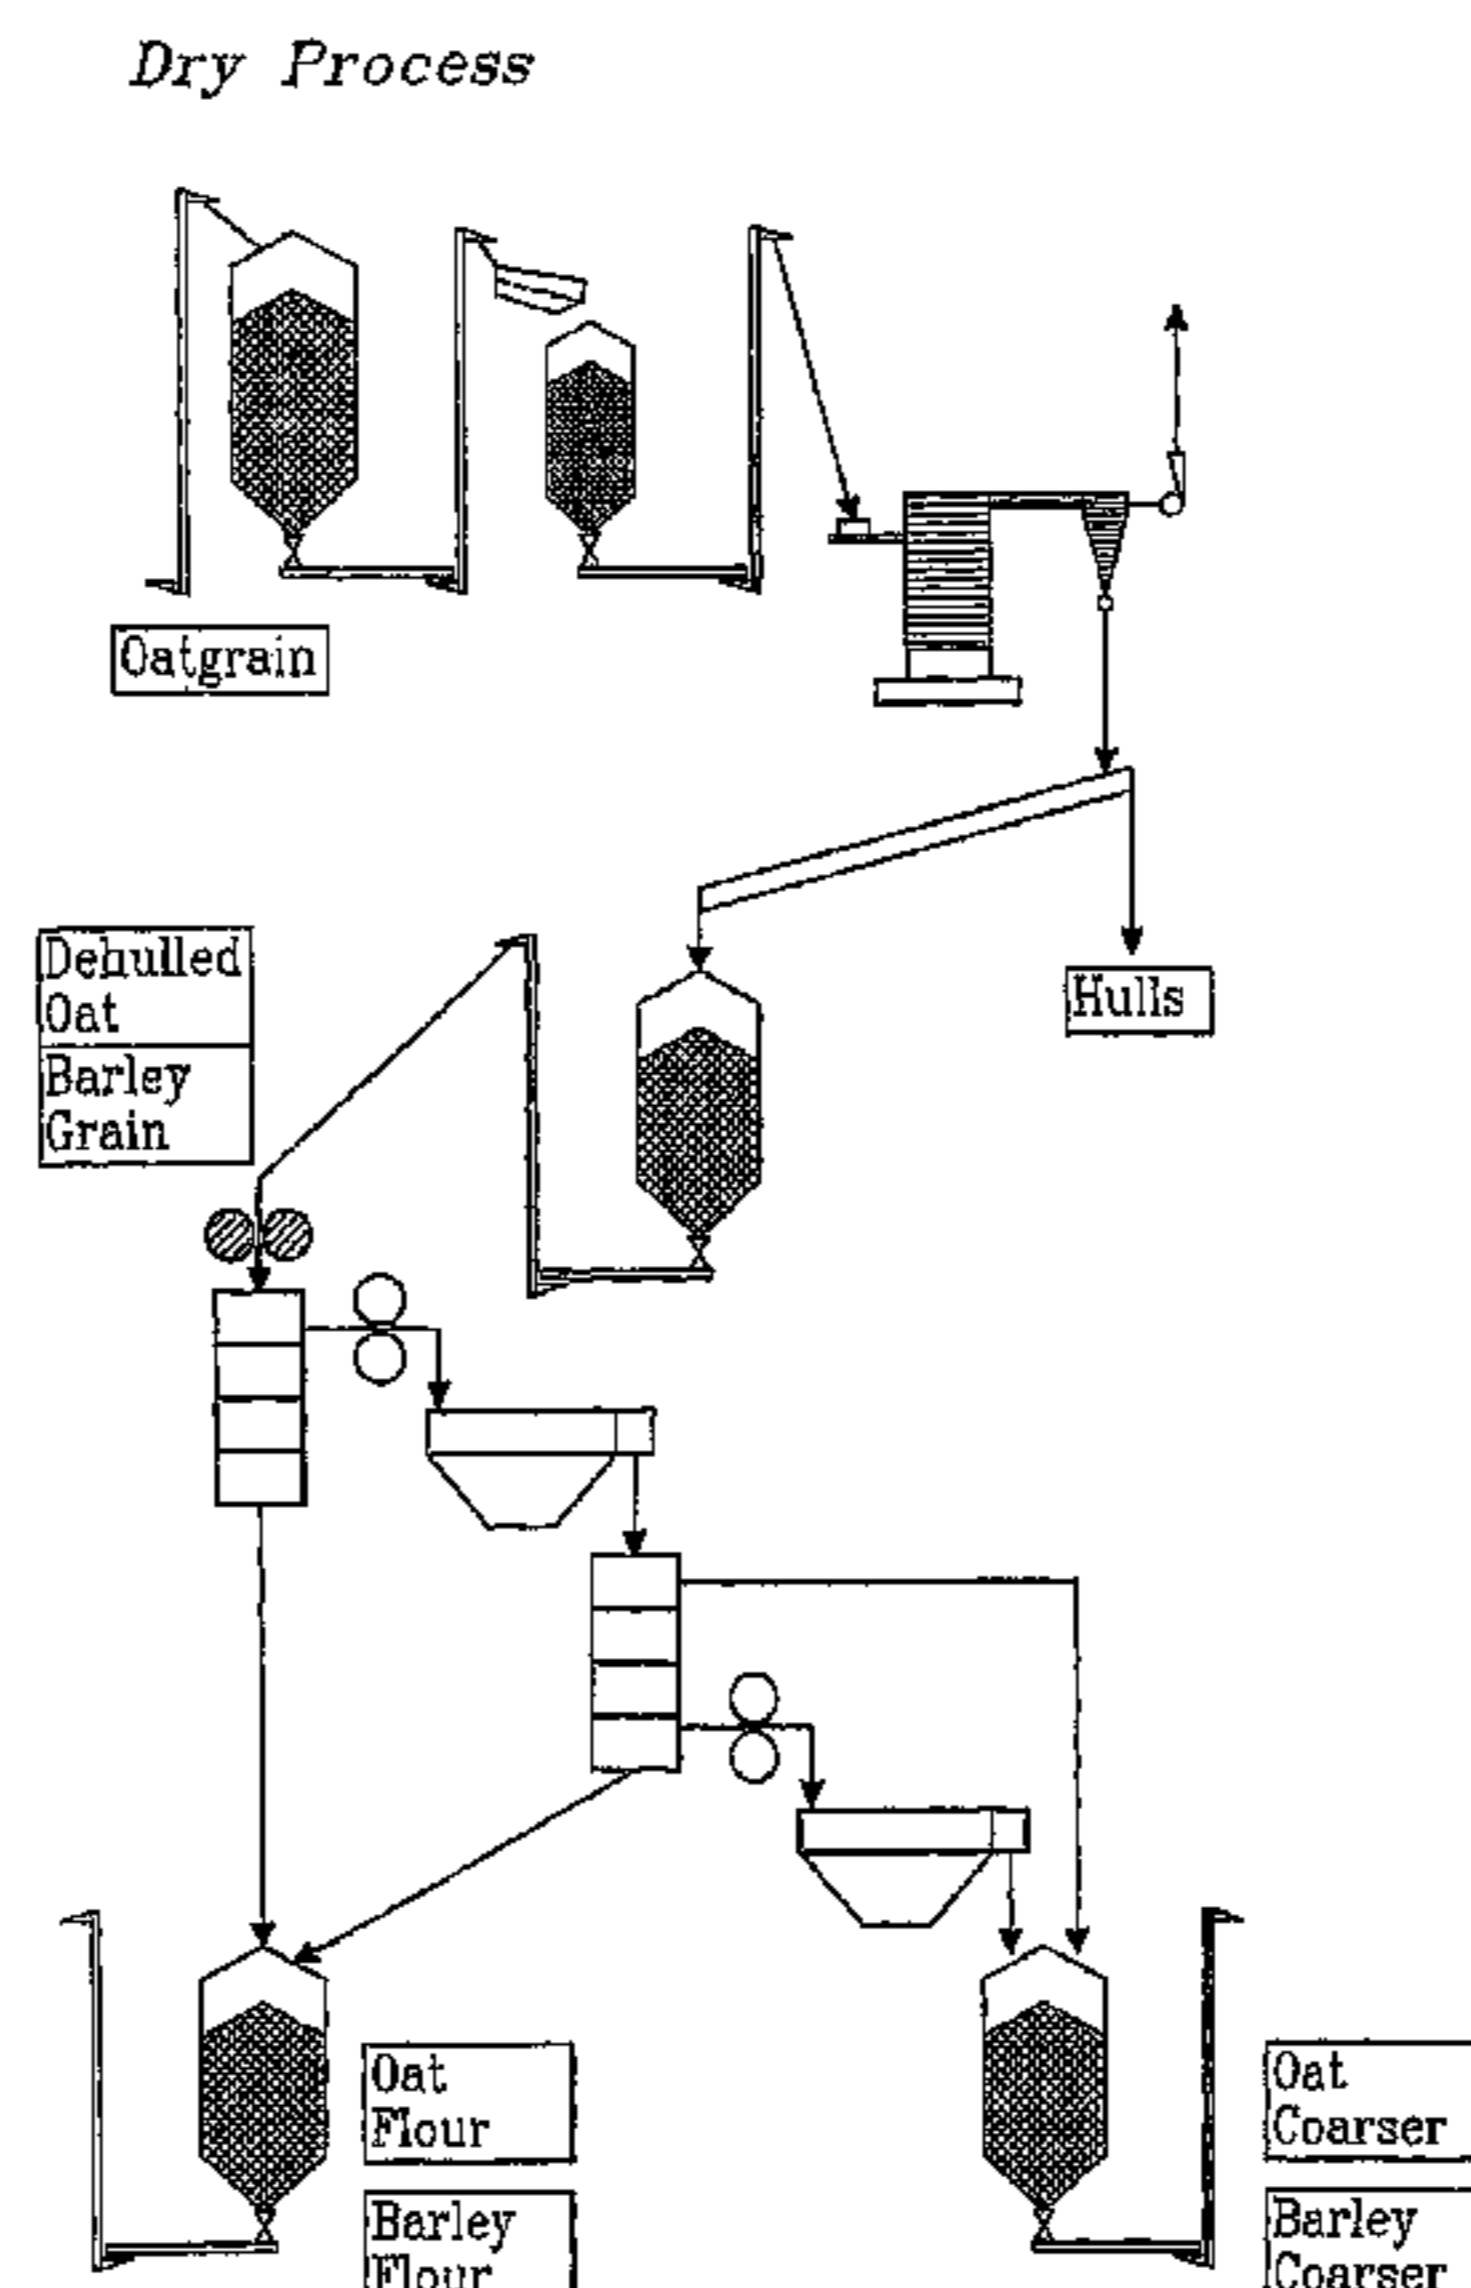 Dry Process
Oatgrain
Dehulled
Oat
Barley
Grain
Hulls
Oat
Flour
Barley
Flour
Oat
Coarser
Barley
Coarser